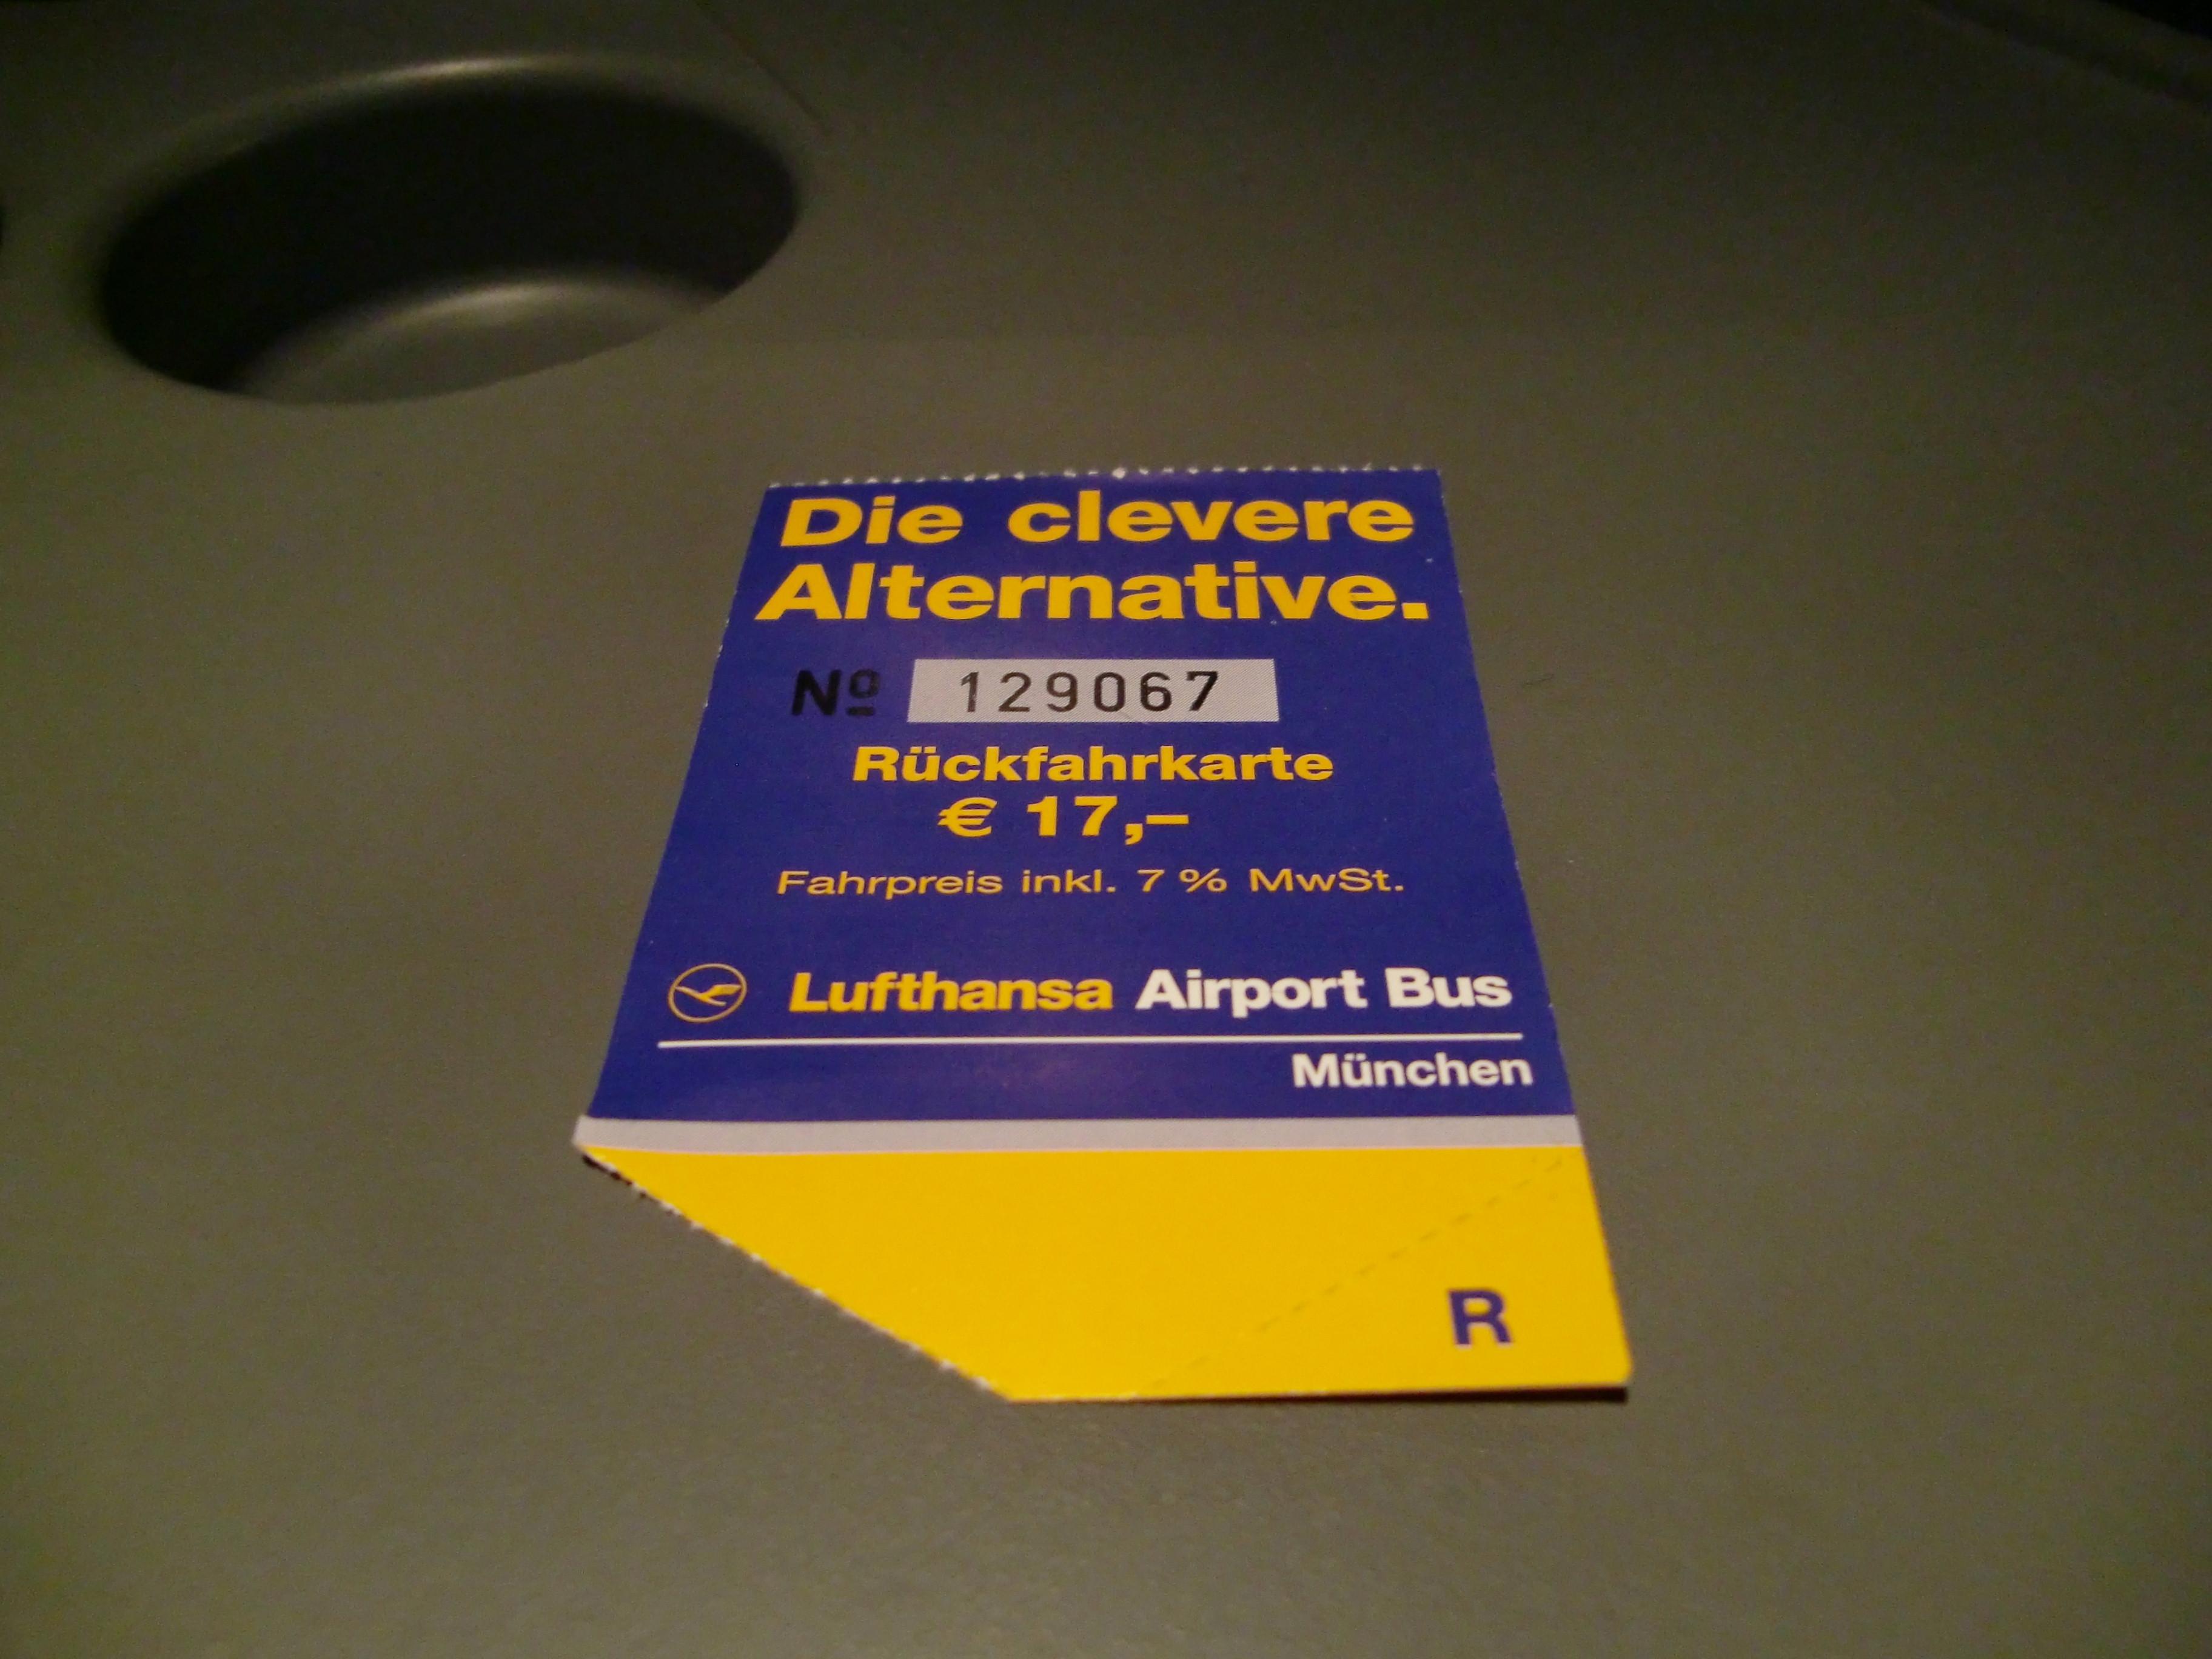 Die clevere
Alternative.
Nº 129067
Rückfahrkarte
€ 17,–
Fahrpreis inkl. 7 % MwSt.
Lufthansa Airport Bus
München
R